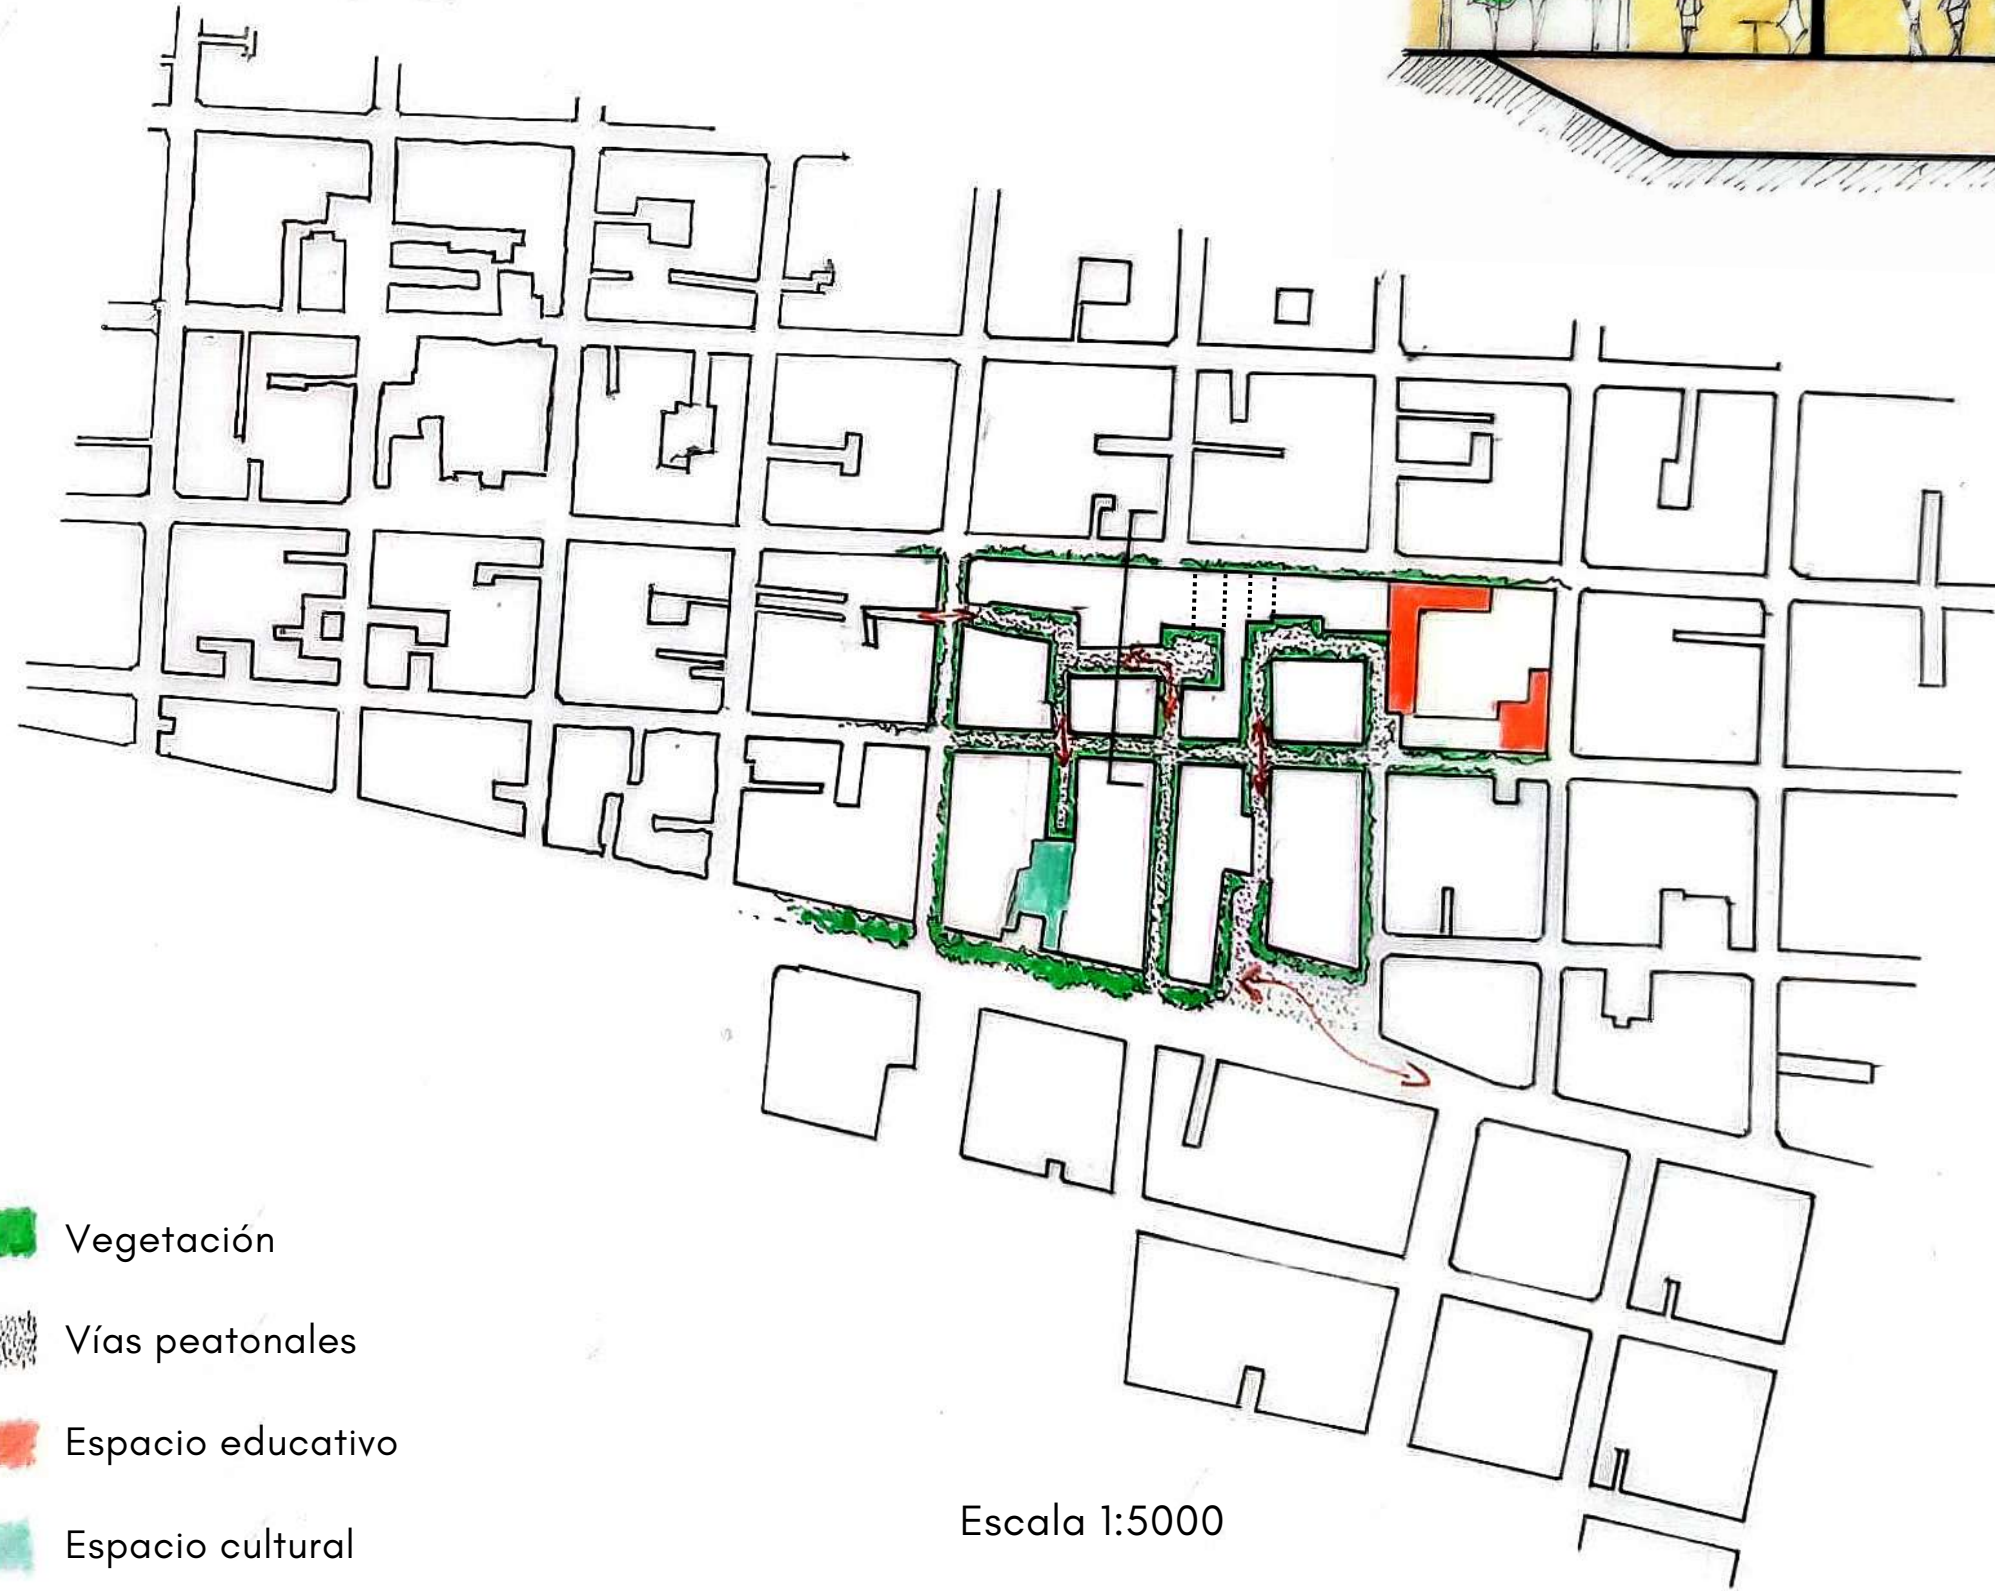 Vegetación
Vías peatonales
Espacio educativo
Espacio cultural
Escala 1:5000